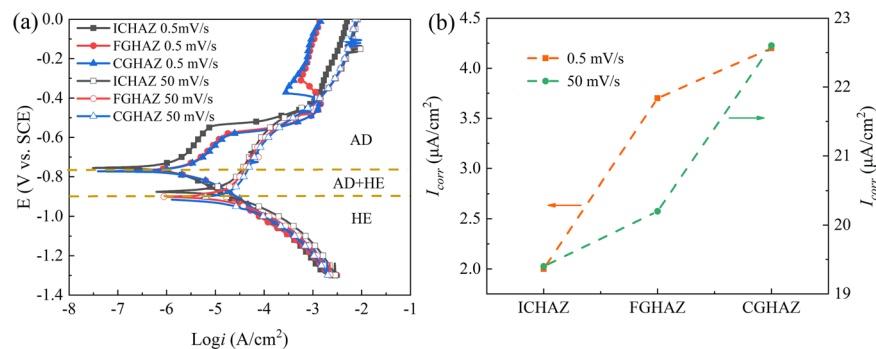 (a)
ICHAZ 0.5mV/s
FGHAZ 0.5 mV/s
CGHAZ 0.5 mV/s
ICHAZ 50 mV/s
FGHAZ 50 mV/s
CGHAZ 50 mV/s
AD
AD+HE
HE
E (V vs. SCE)
0.0
-0.2
-0.4
-0.6
-0.8
-1.0
-1.2
-1.4
-8 -7 -6 -5 -4 -3 -2 -1
Logi (A/cm²)
(b)
0.5 mV/s
50 mV/s
Icorr (μA/cm²)
4.5
4.0
3.5
3.0
2.5
2.0
ICHAZ FGHAZ CGHAZ
23
22
21
20
19
Icorr (μA/cm²)